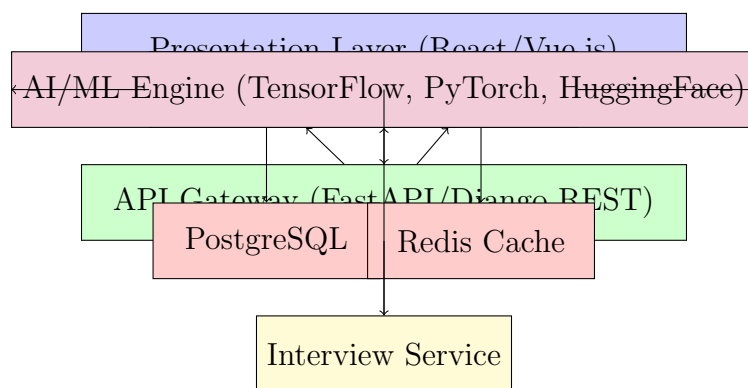 Presentation Layer (React/Vue.js)
AI/ML Engine (TensorFlow, PyTorch, HuggingFace)
API Gateway (FastAPI/Django REST)
PostgreSQL
Redis Cache
Interview Service